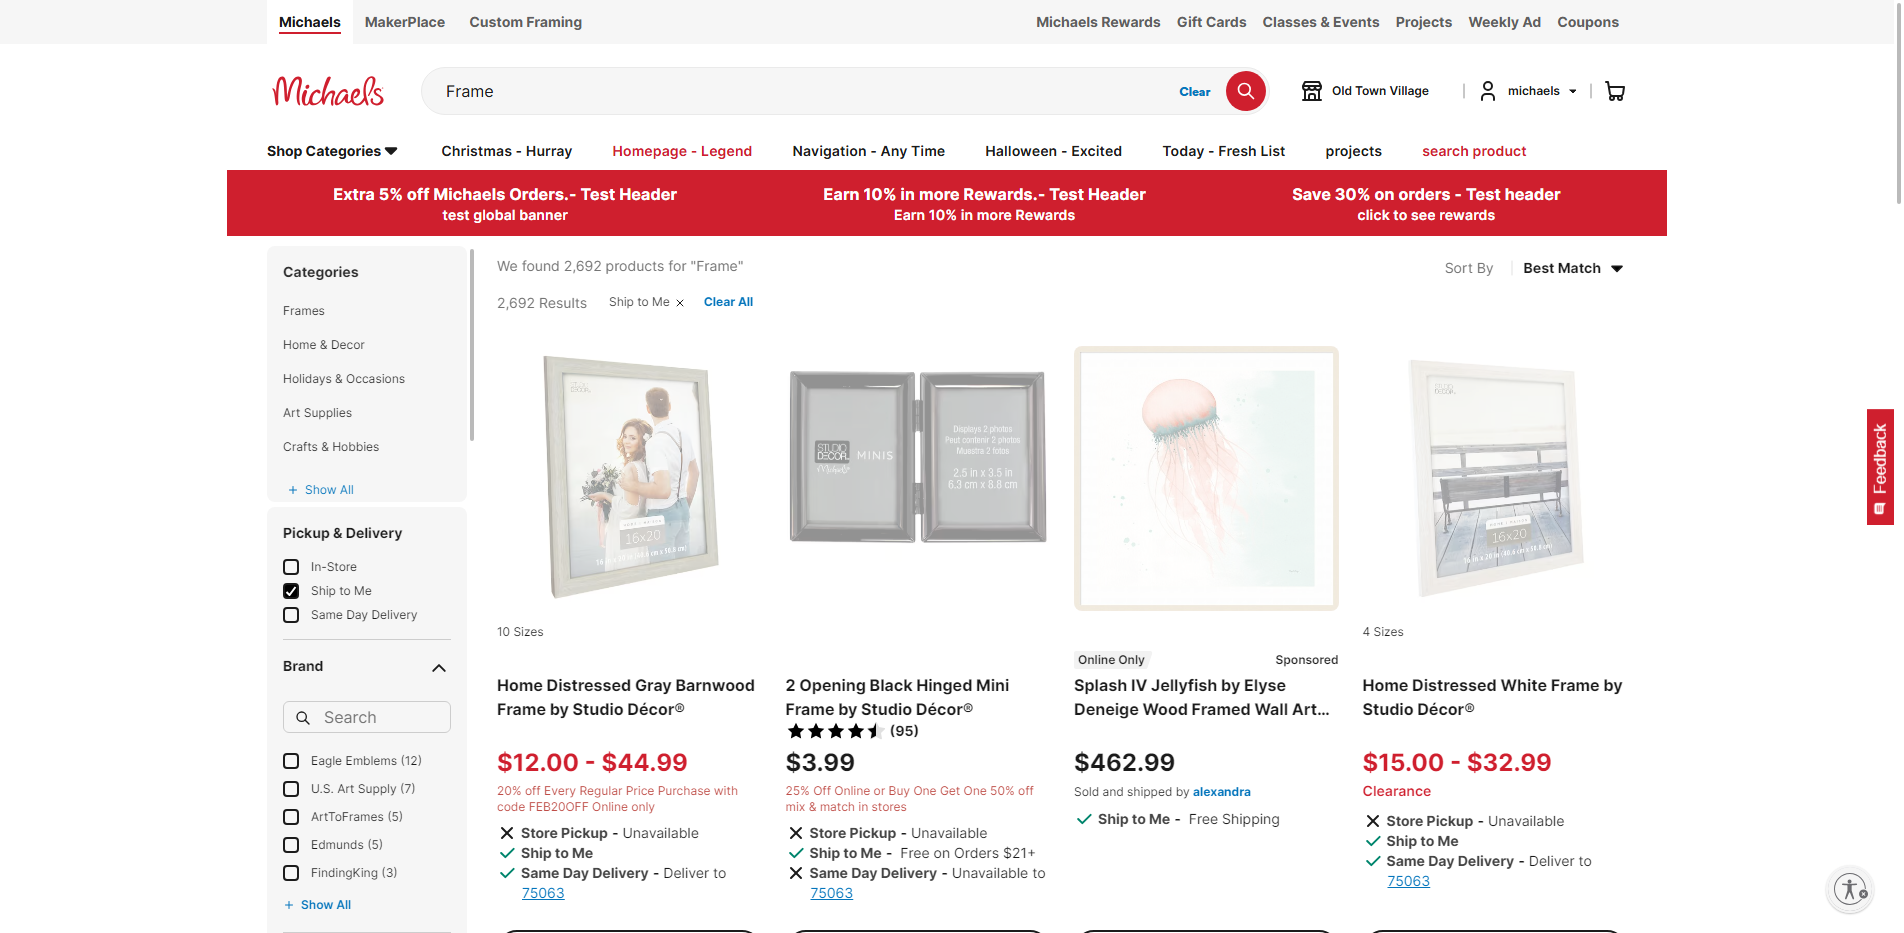 Michaels
MakerPlace
Custom Framing
Michaels Rewards
Gift Cards
Classes & Events
Projects
Weekly Ad
Coupons
Michaels
Frame
Clear
Old Town Village
michaels
Shop Categories
Christmas - Hurray
Homepage - Legend
Navigation - Any Time
Halloween - Excited
Today - Fresh List
projects
search product
Extra 5% off Michaels Orders.- Test Header
test global banner
Earn 10% in more Rewards.- Test Header
Earn 10% in more Rewards
Save 30% on orders - Test header
click to see rewards
Categories
Frames
Home & Decor
Holidays & Occasions
Art Supplies
Crafts & Hobbies
+ Show All
Pickup & Delivery
In-Store
Ship to Me
Same Day Delivery
Brand
Search
Eagle Emblems (12)
U.S. Art Supply (7)
ArtToFrames (5)
Edmunds (5)
FindingKing (3)
+ Show All
We found 2,692 products for "Frame"
Sort By
Best Match
2,692 Results
Ship to Me ×
Clear All
STUDIO
DECOR
16x20
10 Sizes
Home Distressed Gray Barnwood
Frame by Studio Décor®
$12.00 - $44.99
20% off Every Regular Price Purchase with
code FEB20OFF Online only
Store Pickup - Unavailable
Ship to Me
Same Day Delivery - Deliver to
75063
STUDIO
DECOR
Michaels
MINIS
Displays 2 photos
Peut contenir 2 photos
Muestra 2 fotos
2.5 in x 3.5 in
6.3 cm x 8.8 cm
2 Opening Black Hinged Mini
Frame by Studio Décor®
(95)
$3.99
25% Off Online or Buy One Get One 50% off
mix & match in stores
Store Pickup - Unavailable
Ship to Me - Free on Orders $21+
Same Day Delivery - Unavailable to
75063
Online Only
Sponsored
Splash IV Jellyfish by Elyse
Deneige Wood Framed Wall Art...
$462.99
Sold and shipped by alexandra
Ship to Me - Free Shipping
STUDIO
DECOR
16x20
4 Sizes
Home Distressed White Frame by
Studio Décor®
$15.00 - $32.99
Clearance
Store Pickup - Unavailable
Ship to Me
Same Day Delivery - Deliver to
75063
Feedback